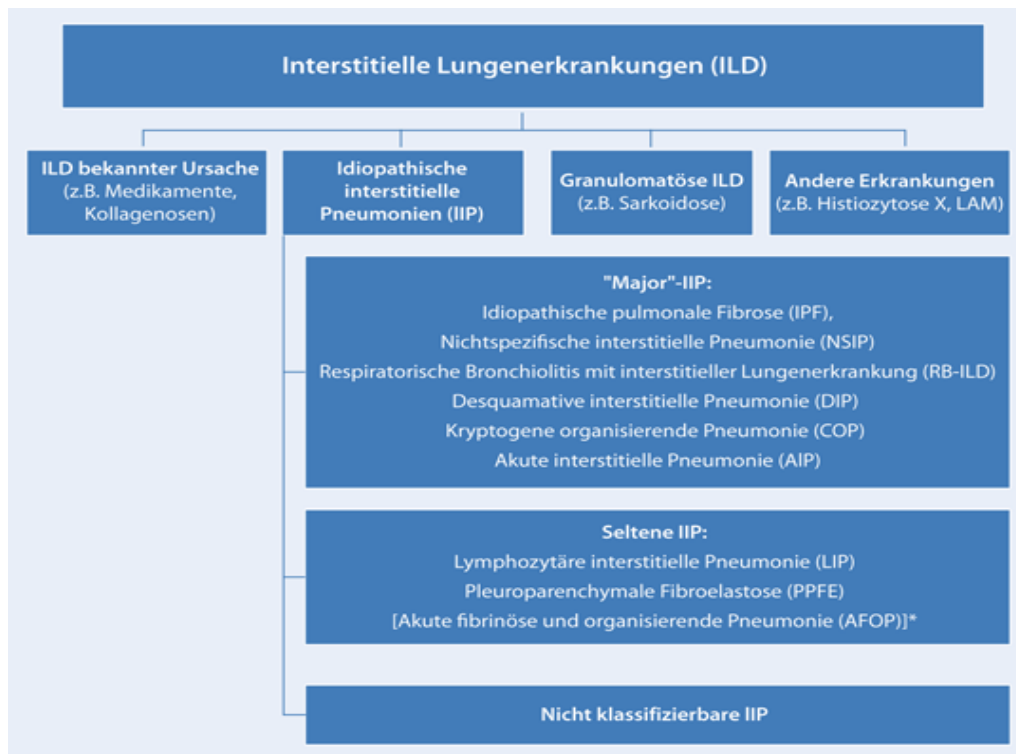 Interstitielle Lungenerkrankungen (ILD)
ILD bekannter Ursache
(z.B. Medikamente,
Kollagenosen)
Idiopathische
interstitielle
Pneumonien (IIP)
Granulomatöse ILD
(z.B. Sarkoidose)
Andere Erkrankungen
(z.B. Histiozytose X, LAM)
"Major"-IIP:
Idiopathische pulmonale Fibrose (IPF),
Nichtspezifische interstitielle Pneumonie (NSIP)
Respiratorische Bronchiolitis mit interstitieller Lungenerkrankung (RB-ILD)
Desquamative interstitielle Pneumonie (DIP)
Kryptogene organisierende Pneumonie (COP)
Akute interstitielle Pneumonie (AIP)
Seltene IIP:
Lymphozytäre interstitielle Pneumonie (LIP)
Pleuroparenchymale Fibroelastose (PPFE)
[Akute fibrinöse und organisierende Pneumonie (AFOP)]*
Nicht klassifizierbare IIP